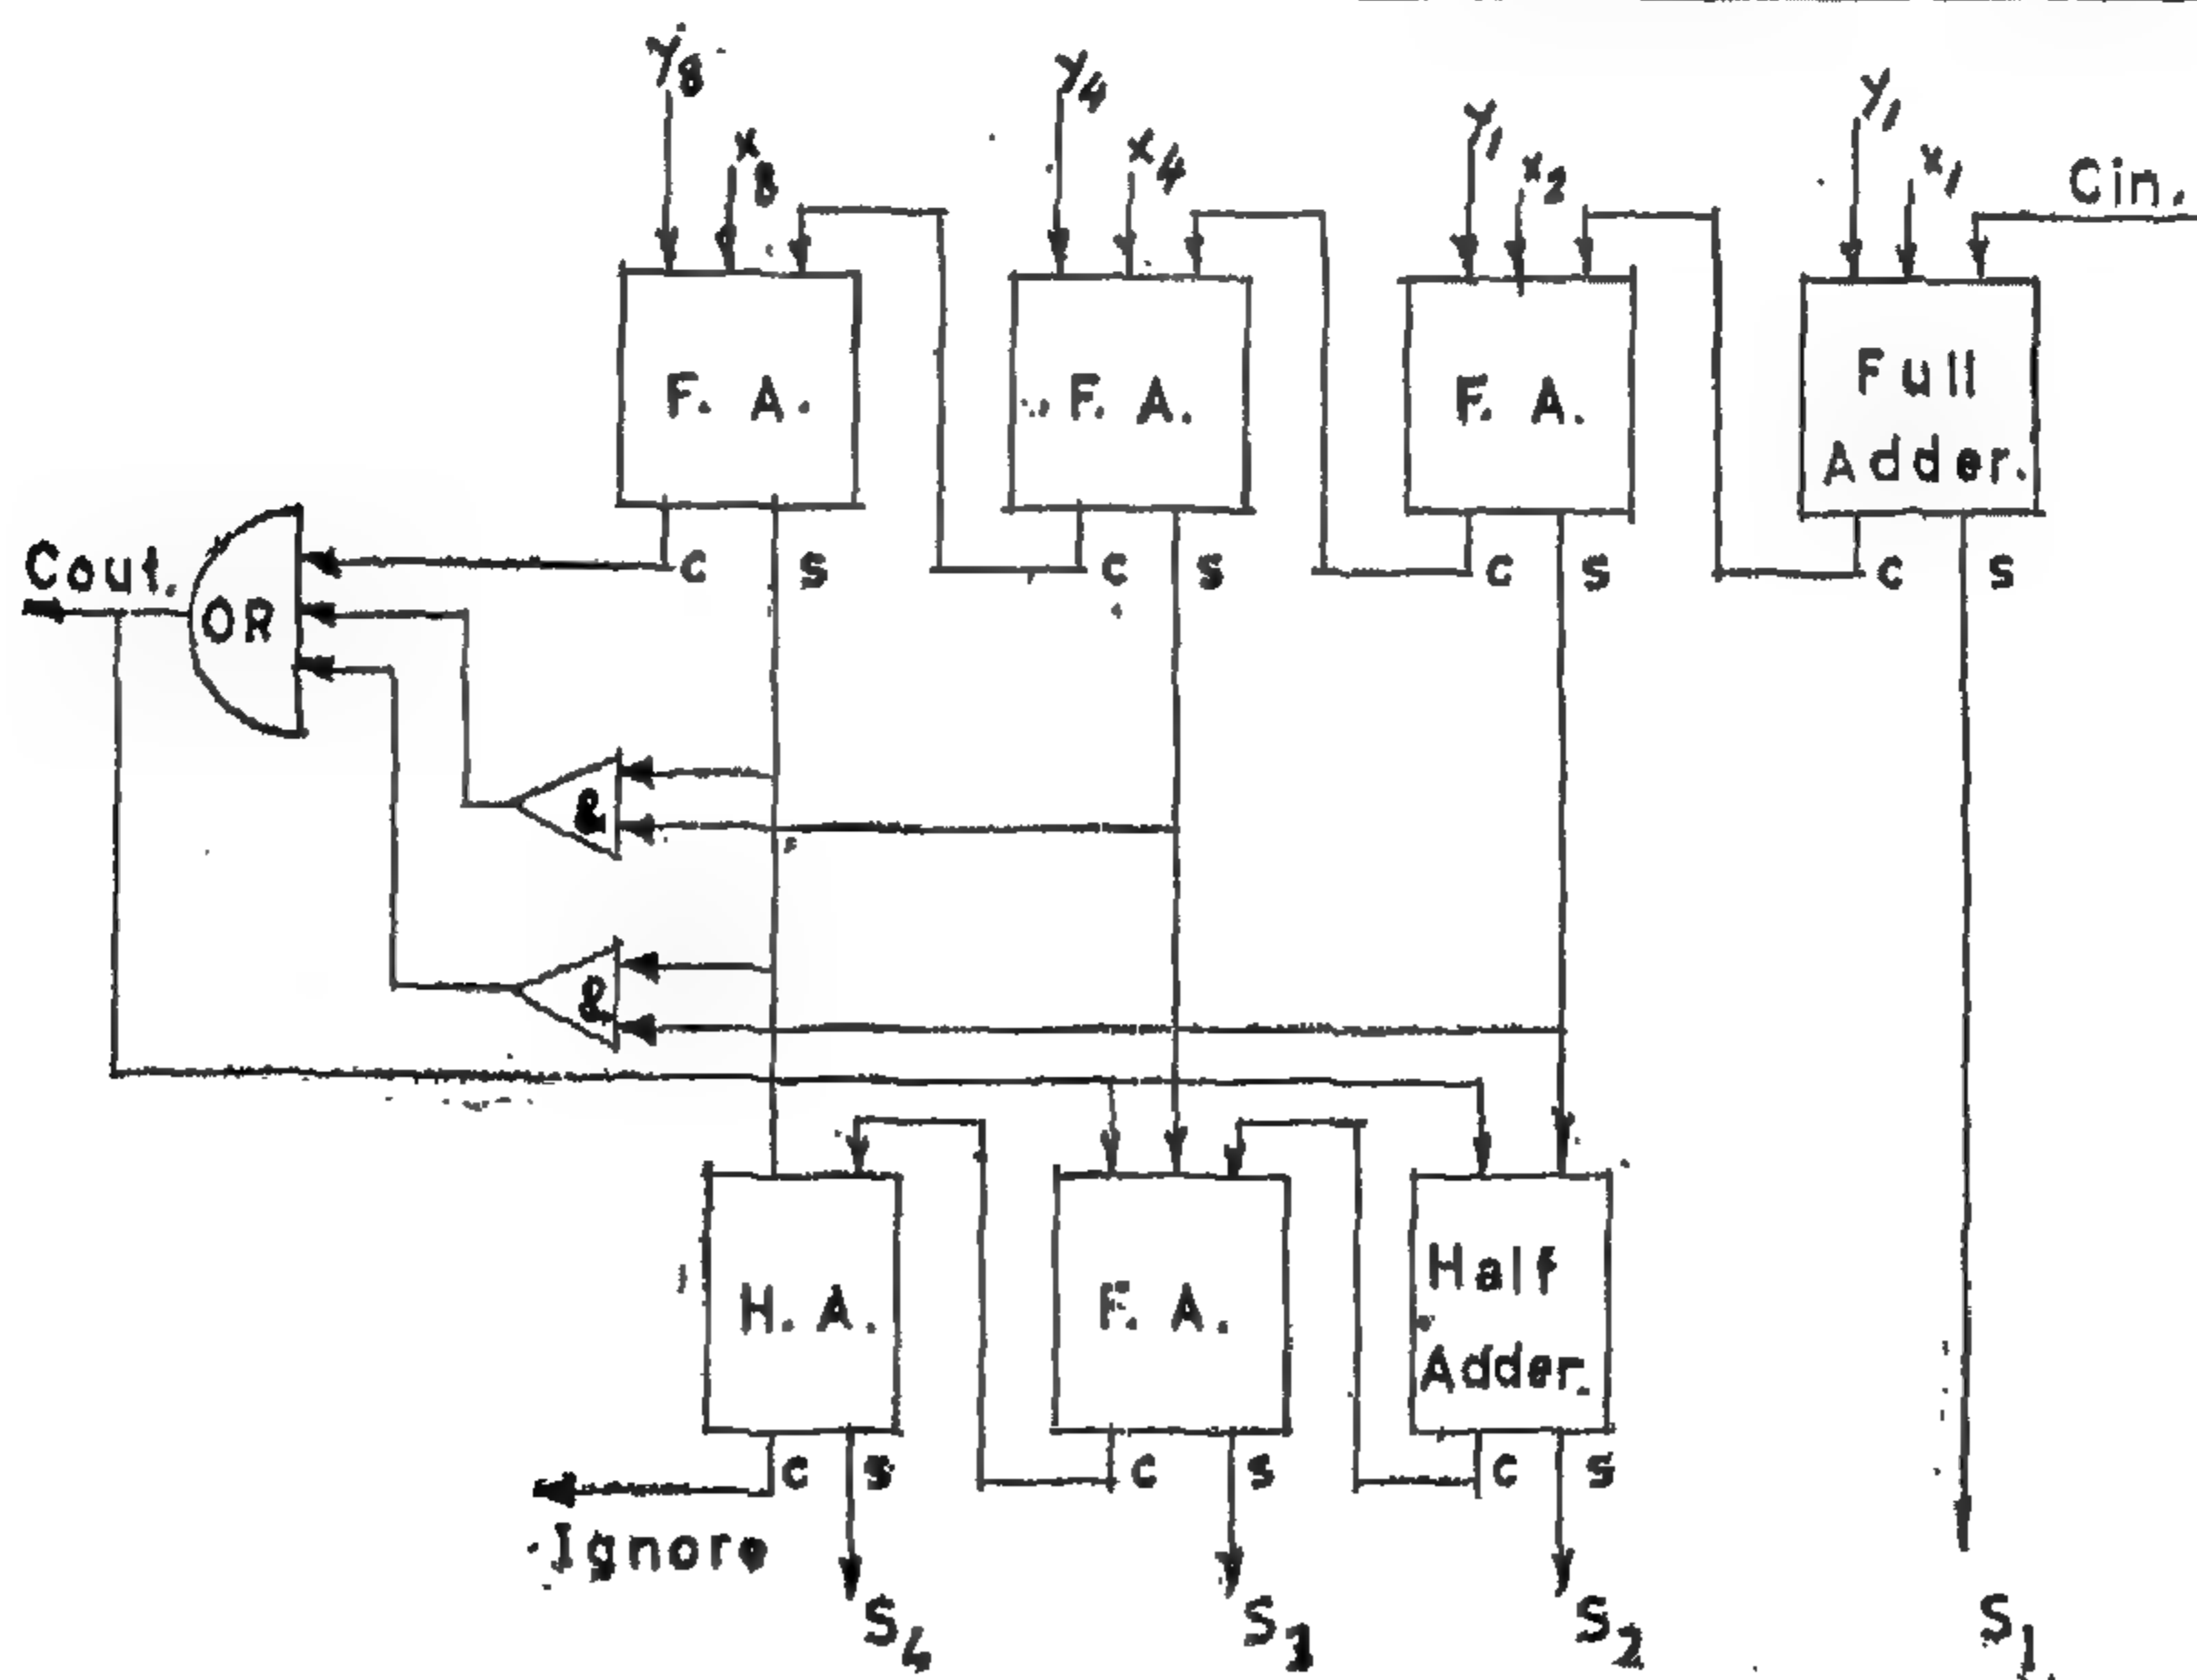 Y8
Y4
Y1
Y1
x8
x4
x2
x1
Cin.
F. A.
F. A.
F. A.
Full
Adder.
Cout.
OR
C S
C S
C S
C S
&
&
H. A.
F. A.
Half
Adder.
C S
C S
C S
Ignore
S4
S2
S1